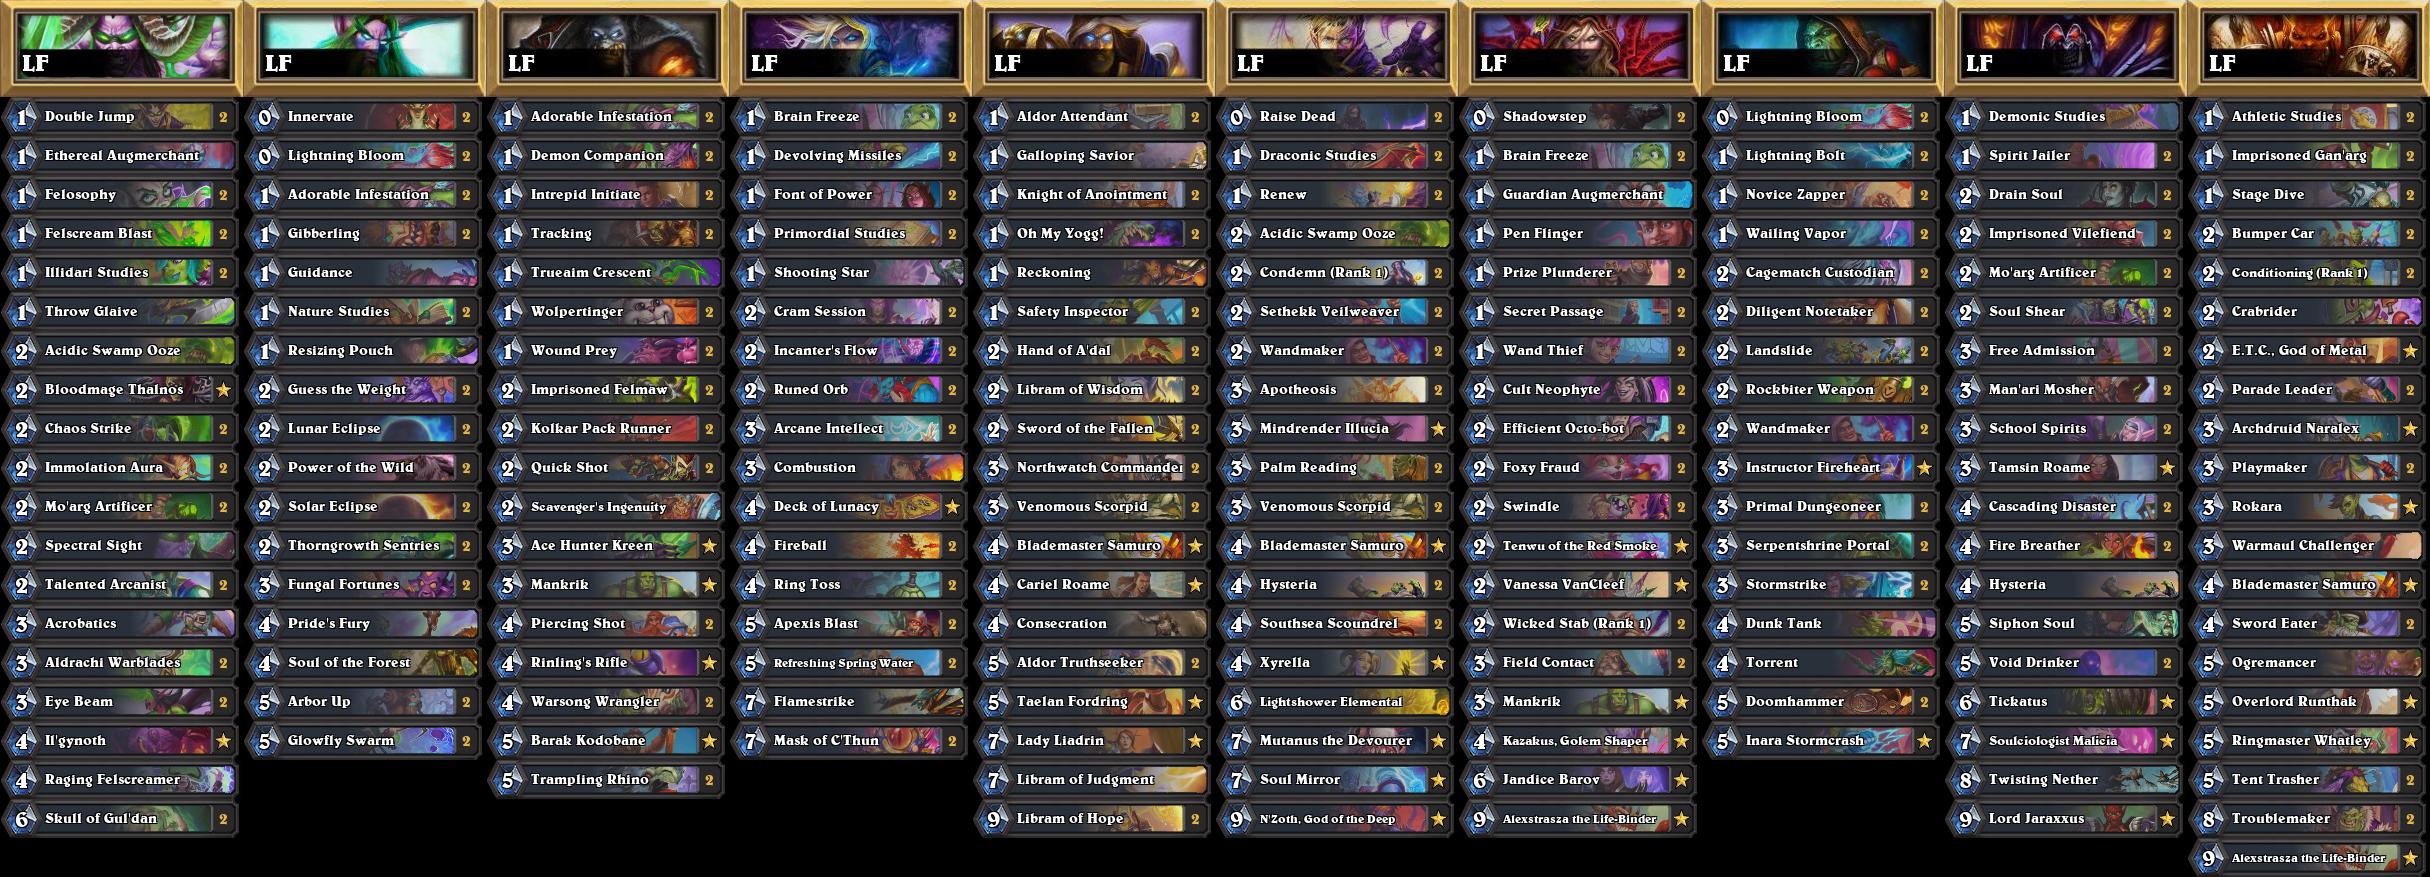 LF
1 Double Jump 2
1 Ethereal Augmerchant
1 Felosophy 2
1 Felscream Blast 2
1 Illidari Studies 2
1 Throw Glaive
2 Acidic Swamp Ooze
2 Bloodmage Thalnos
2 Chaos Strike 2
2 Immolation Aura 2
2 Mo'arg Artificer 2
2 Spectral Sight
2 Talented Arcanist 2
3 Acrobatics
3 Aldrachi Warblades 2
3 Eye Beam 2
4 Il'gynoth
4 Raging Felscreamer
6 Skull of Gul'dan 2
LF
0 Innervate 2
0 Lightning Bloom 2
1 Adorable Infestation 2
1 Gibberling 2
1 Guidance
1 Nature Studies 2
1 Resizing Pouch
2 Guess the Weight 2
2 Lunar Eclipse 2
2 Power of the Wild 2
2 Solar Eclipse 2
2 Thorngrowth Sentries 2
3 Fungal Fortunes 2
4 Pride's Fury
4 Soul of the Forest
5 Arbor Up 2
5 Glowfly Swarm 2
LF
1 Adorable Infestation 2
1 Demon Companion 2
1 Intrepid Initiate 2
1 Tracking 2
1 Trueaim Crescent
1 Wolpertinger 2
1 Wound Prey 2
2 Imprisoned Felmaw 2
2 Kolkar Pack Runner 2
2 Quick Shot 2
2 Scavenger's Ingenuity
3 Ace Hunter Kreen
3 Mankrik
4 Piercing Shot 2
4 Rinling's Rifle
4 Warsong Wrangler 2
5 Barak Kodobane
5 Trampling Rhino 2
LF
1 Brain Freeze 2
1 Devolving Missiles 2
1 Font of Power 2
1 Primordial Studies 2
1 Shooting Star
2 Cram Session 2
2 Incanter's Flow 2
2 Runed Orb 2
3 Arcane Intellect 2
3 Combustion
4 Deck of Lunacy
4 Fireball 2
4 Ring Toss 2
5 Apexis Blast 2
5 Refreshing Spring Water 2
7 Flamestrike
7 Mask of C'Thun 2
LF
1 Aldor Attendant 2
1 Galloping Savior
1 Knight of Anointment 2
1 Oh My Yogg! 2
1 Reckoning
1 Safety Inspector 2
2 Hand of A'dal 2
2 Libram of Wisdom 2
2 Sword of the Fallen 2
3 Northwatch Commander 2
3 Venomous Scorpid 2
4 Blademaster Samuro
4 Cariel Roame
4 Consecration
5 Aldor Truthseeker 2
5 Taelan Fordring
7 Lady Liadrin
7 Libram of Judgment
9 Libram of Hope 2
LF
0 Raise Dead 2
1 Draconic Studies 2
1 Renew 2
2 Acidic Swamp Ooze
2 Condemn (Rank 1) 2
2 Sethekk Veilweaver 2
2 Wandmaker 2
3 Apotheosis 2
3 Mindrender Illucia
3 Palm Reading 2
3 Venomous Scorpid 2
4 Blademaster Samuro
4 Hysteria 2
4 Southsea Scoundrel 2
4 Xyrella
6 Lightshower Elemental
7 Mutanus the Devourer
7 Soul Mirror
9 N'Zoth, God of the Deep
LF
0 Shadowstep 2
1 Brain Freeze 2
1 Guardian Augmerchant
1 Pen Flinger
1 Prize Plunderer 2
1 Secret Passage 2
1 Wand Thief 2
2 Cult Neophyte 2
2 Efficient Octo-bot 2
2 Foxy Fraud 2
2 Swindle 2
2 Tenwu of the Red Smoke
2 Vanessa VanCleef
2 Wicked Stab (Rank 1) 2
3 Field Contact 2
3 Mankrik
4 Kazakus, Golem Shaper
6 Jandice Barov
9 Alexstrasza the Life-Binder
LF
0 Lightning Bloom 2
1 Lightning Bolt 2
1 Novice Zapper 2
1 Wailing Vapor 2
2 Cagematch Custodian 2
2 Diligent Notetaker 2
2 Landslide 2
2 Rockbiter Weapon 2
2 Wandmaker 2
3 Instructor Fireheart
3 Primal Dungeoneer 2
3 Serpentshrine Portal 2
3 Stormstrike 2
4 Dunk Tank
4 Torrent
5 Doomhammer 2
5 Inara Stormcrash
LF
1 Demonic Studies
1 Spirit Jailer 2
2 Drain Soul 2
2 Imprisoned Vilefiend 2
2 Mo'arg Artificer 2
2 Soul Shear 2
3 Free Admission 2
3 Man'ari Mosher 2
3 School Spirits 2
3 Tamsin Roame
4 Cascading Disaster 2
4 Fire Breather 2
4 Hysteria
5 Siphon Soul
5 Void Drinker 2
6 Tickatus
7 Soulciologist Malicia
8 Twisting Nether
9 Lord Jaraxxus
LF
1 Athletic Studies 2
1 Imprisoned Gan'arg 2
1 Stage Dive 2
2 Bumper Car 2
2 Conditioning (Rank 1) 2
2 Crabrider
2 E.T.C., God of Metal
2 Parade Leader 2
3 Archdruid Naralex
3 Playmaker 2
3 Rokara
3 Warmaul Challenger
4 Blademaster Samuro
4 Sword Eater 2
5 Ogremancer
5 Overlord Runthak
5 Ringmaster Whatley
5 Tent Trasher 2
8 Troublemaker 2
9 Alexstrasza the Life-Binder